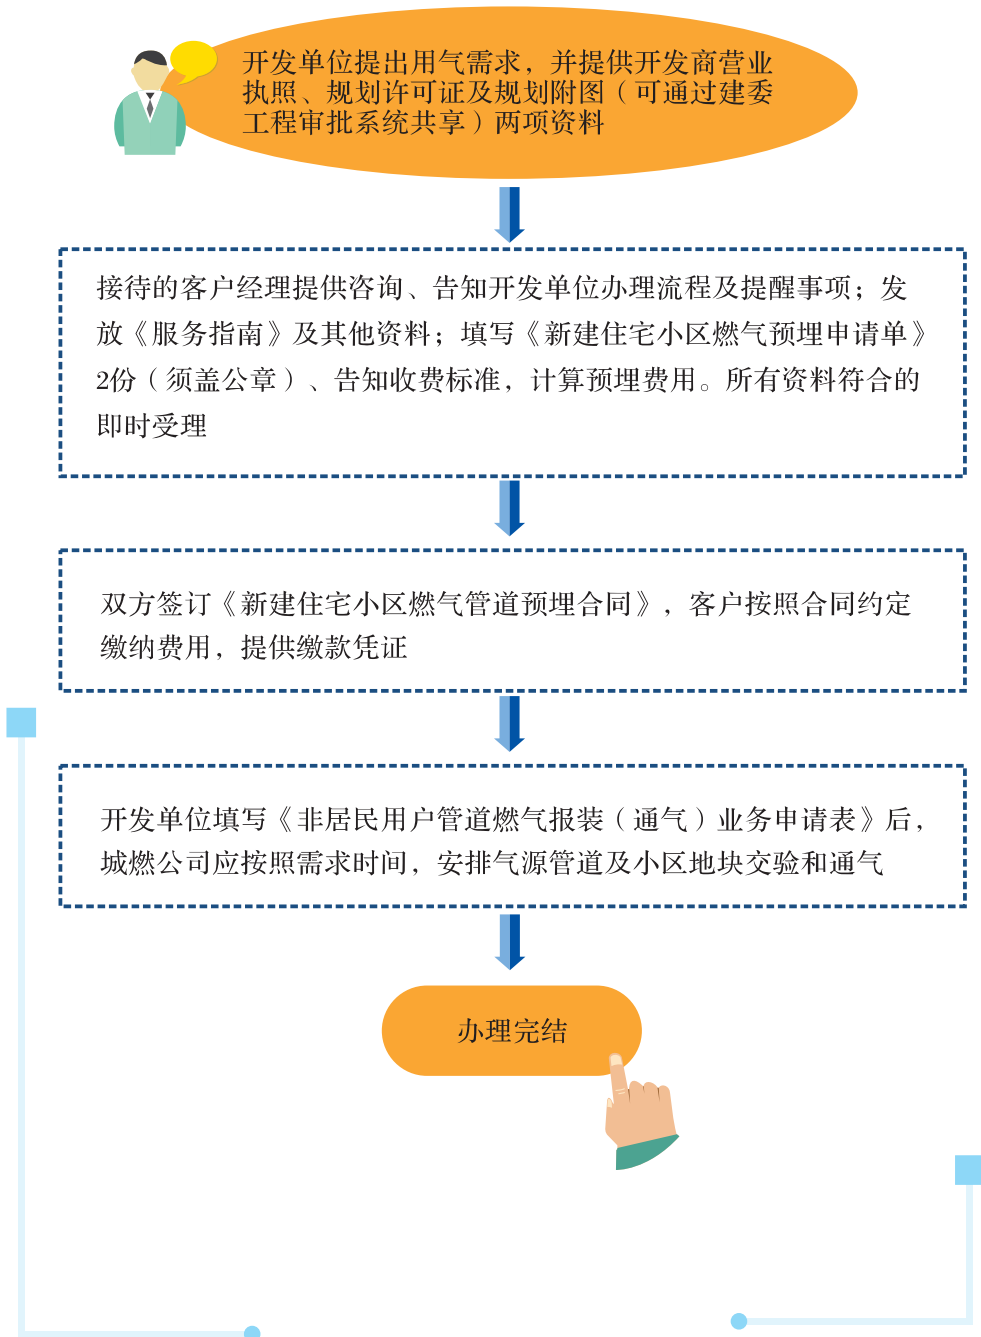 开发单位提出用气需求，并提供开发商营业
执照、规划许可证及规划附图（可通过建委
工程审批系统共享）两项资料
接待的客户经理提供咨询、告知开发单位办理流程及提醒事项；发
放《服务指南》及其他资料；填写《新建住宅小区燃气预埋申请单》
2份（须盖公章）、告知收费标准，计算预埋费用。所有资料符合的
即时受理
双方签订《新建住宅小区燃气管道预埋合同》，客户按照合同约定
缴纳费用，提供缴款凭证
开发单位填写《非居民用户管道燃气报装（通气）业务申请表》后，
城燃公司应按照需求时间，安排气源管道及小区地块交验和通气
办理完结